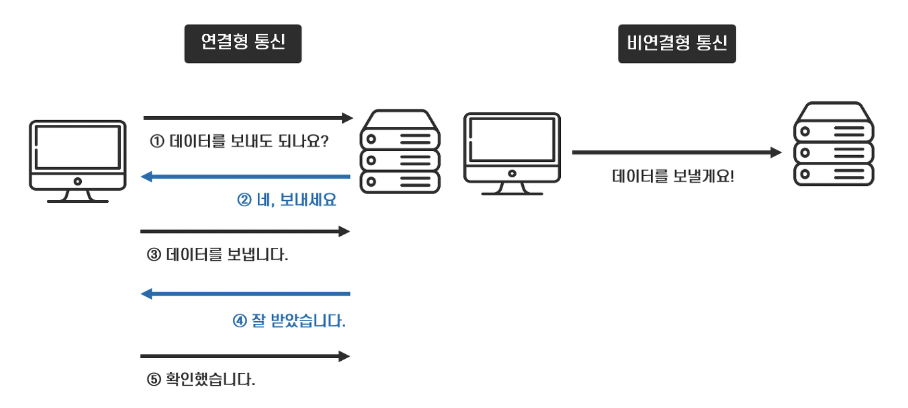 연결형 통신
① 데이터를 보내도 되나요?
② 네, 보내세요
③ 데이터를 보냅니다.
④ 잘 받았습니다.
⑤ 확인했습니다.
비연결형 통신
데이터를 보낼게요!